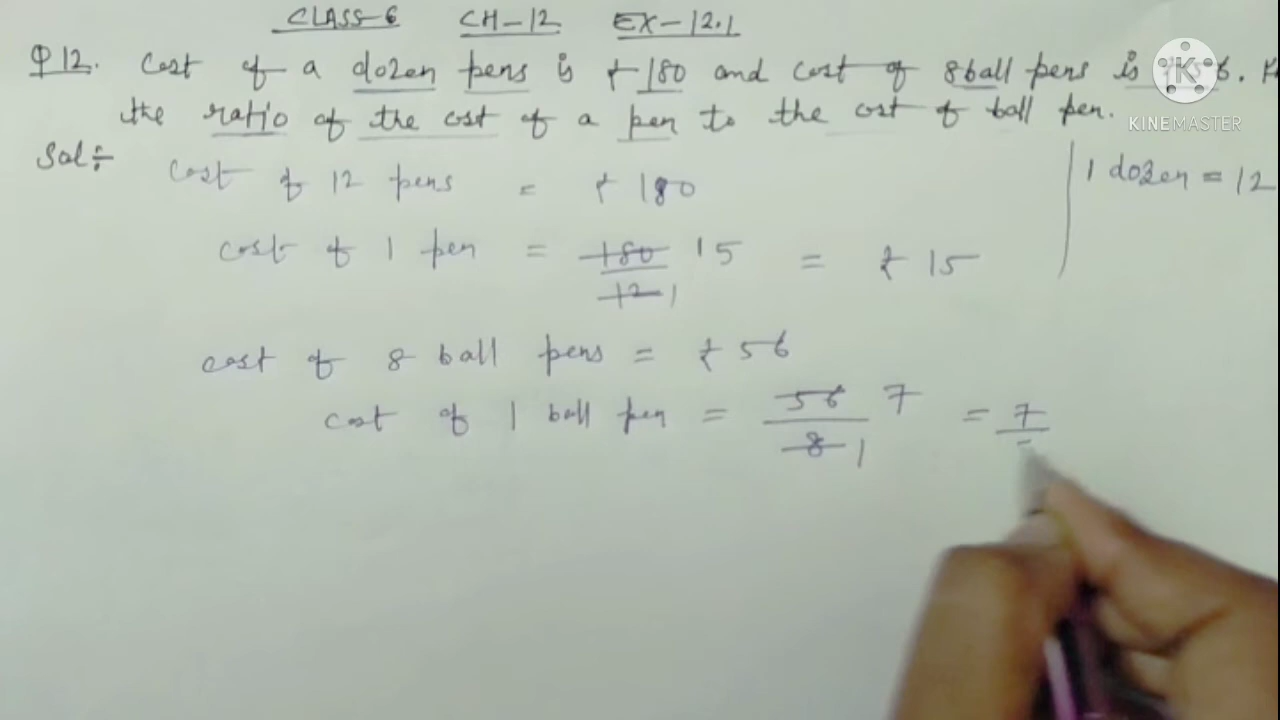 CLASS-6 CH-12 EX-12.1
Q12. Cost of a dozen pens is ₹180 and cost of 8 ball pens is 6.
KINEMASTER
the ratio of the cost of a pen to the cost of ball pen.
Sol:-
1 dozen = 12
Cost of 12 pens = ₹ 180
cost of 1 pen = 180/12 15 1 = ₹ 15
cost of 8 ball pens = ₹ 56
cost of 1 ball pen = 56/8 7 1 = 7